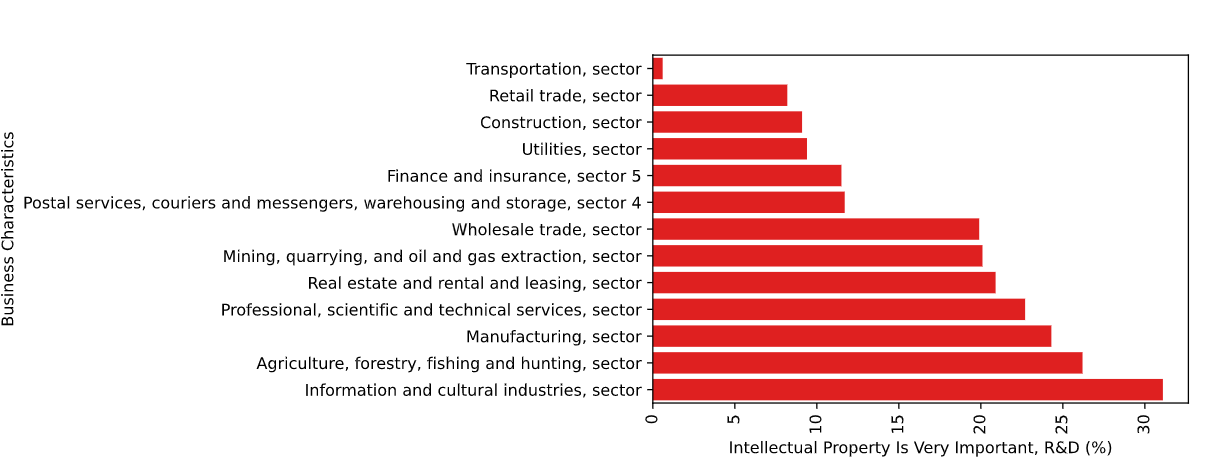 Business Characteristics
Transportation, sector
Retail trade, sector
Construction, sector
Utilities, sector
Finance and insurance, sector 5
Postal services, couriers and messengers, warehousing and storage, sector 4
Wholesale trade, sector
Mining, quarrying, and oil and gas extraction, sector
Real estate and rental and leasing, sector
Professional, scientific and technical services, sector
Manufacturing, sector
Agriculture, forestry, fishing and hunting, sector
Information and cultural industries, sector
0 5 10 15 20 25 30
Intellectual Property Is Very Important, R&D (%)